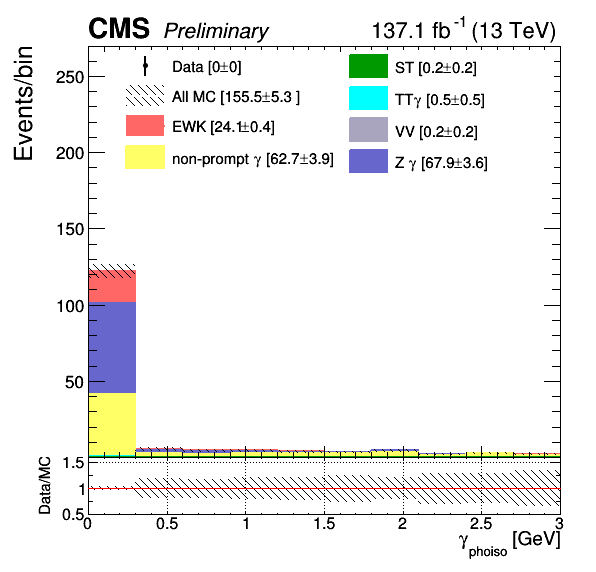 CMS Preliminary 137.1 fb⁻¹ (13 TeV)
Events/bin
250
200
150
100
50
Data [0±0]
All MC [155.5±5.3 ]
EWK [24.1±0.4]
non-prompt γ [62.7±3.9]
ST [0.2±0.2]
TTγ [0.5±0.5]
VV [0.2±0.2]
Z γ [67.9±3.6]
Data/MC
1.5
1
0.5
0 0.5 1 1.5 2 2.5 3
γphoiso [GeV]